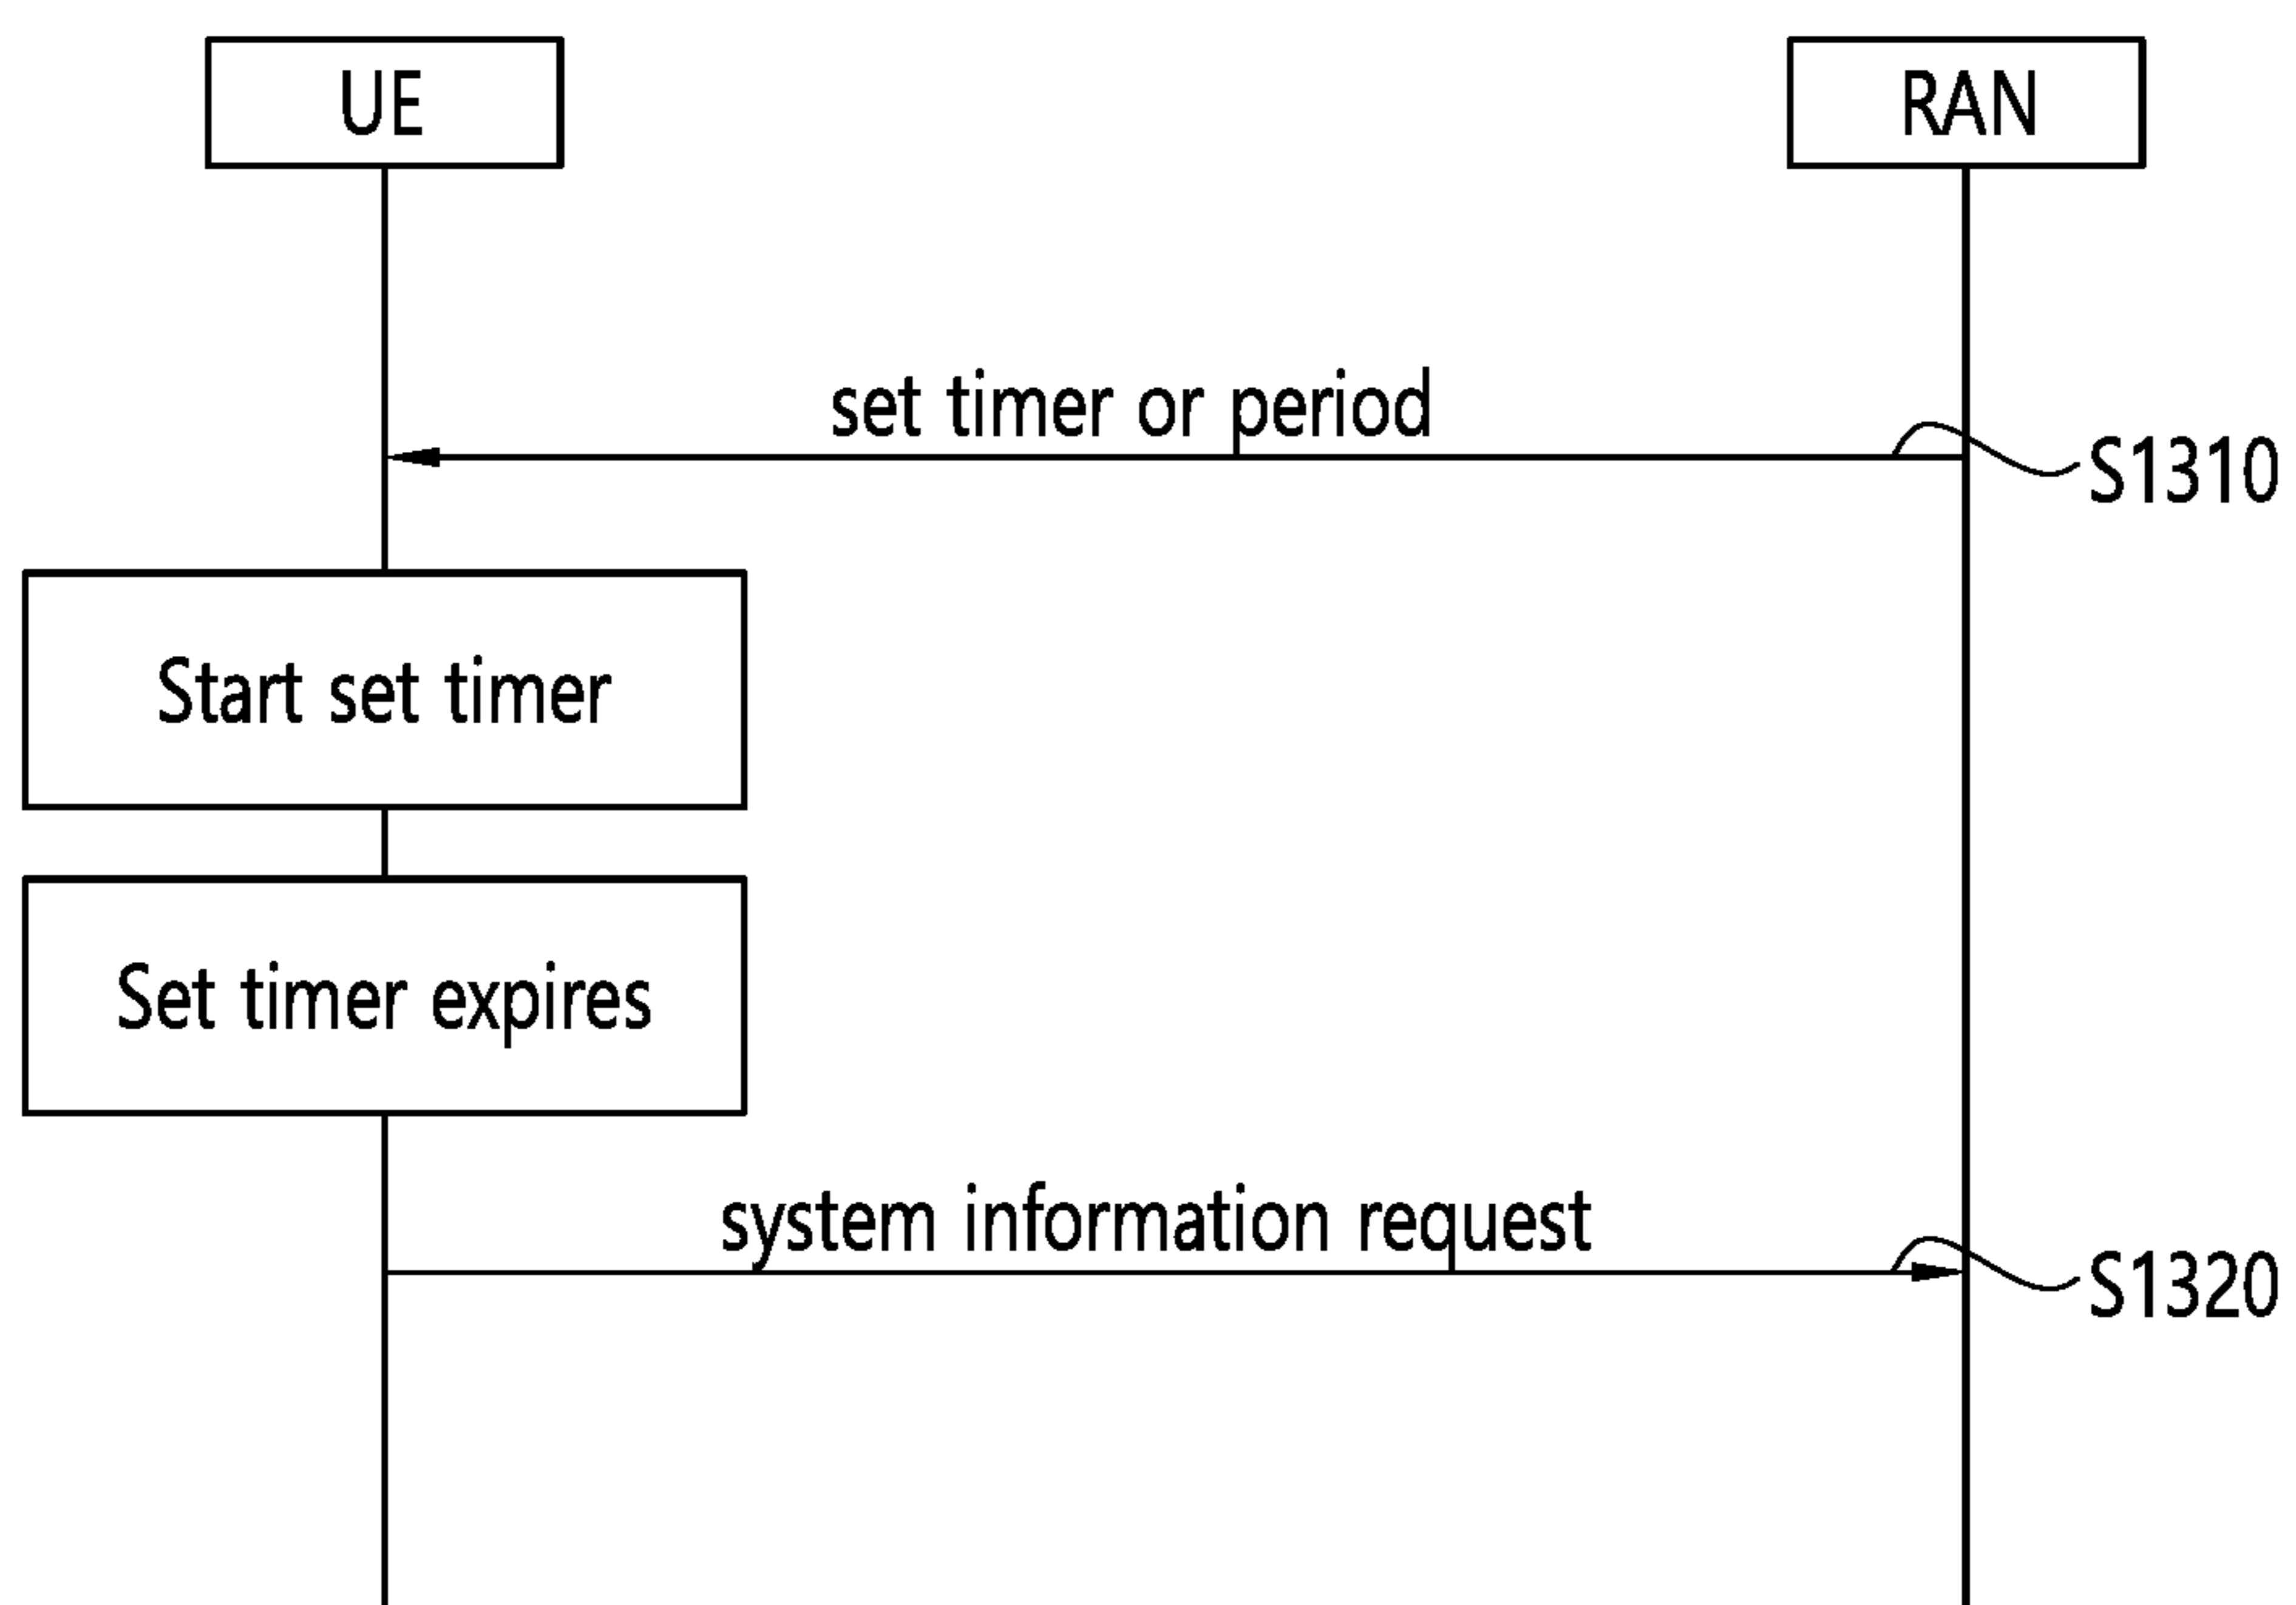 UE
RAN
set timer or period
S1310
Start set timer
Set timer expires
system information request
S1320